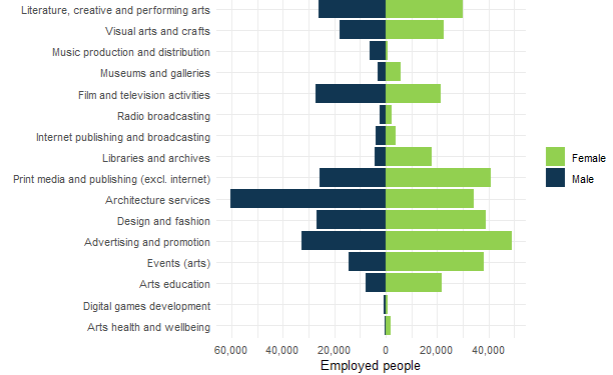 Literature, creative and performing arts
Visual arts and crafts
Music production and distribution
Museums and galleries
Film and television activities
Radio broadcasting
Internet publishing and broadcasting
Libraries and archives
Print media and publishing (excl. internet)
Architecture services
Design and fashion
Advertising and promotion
Events (arts)
Arts education
Digital games development
Arts health and wellbeing
60,000 40,000 20,000 0 20,000 40,000
Employed people
Female
Male